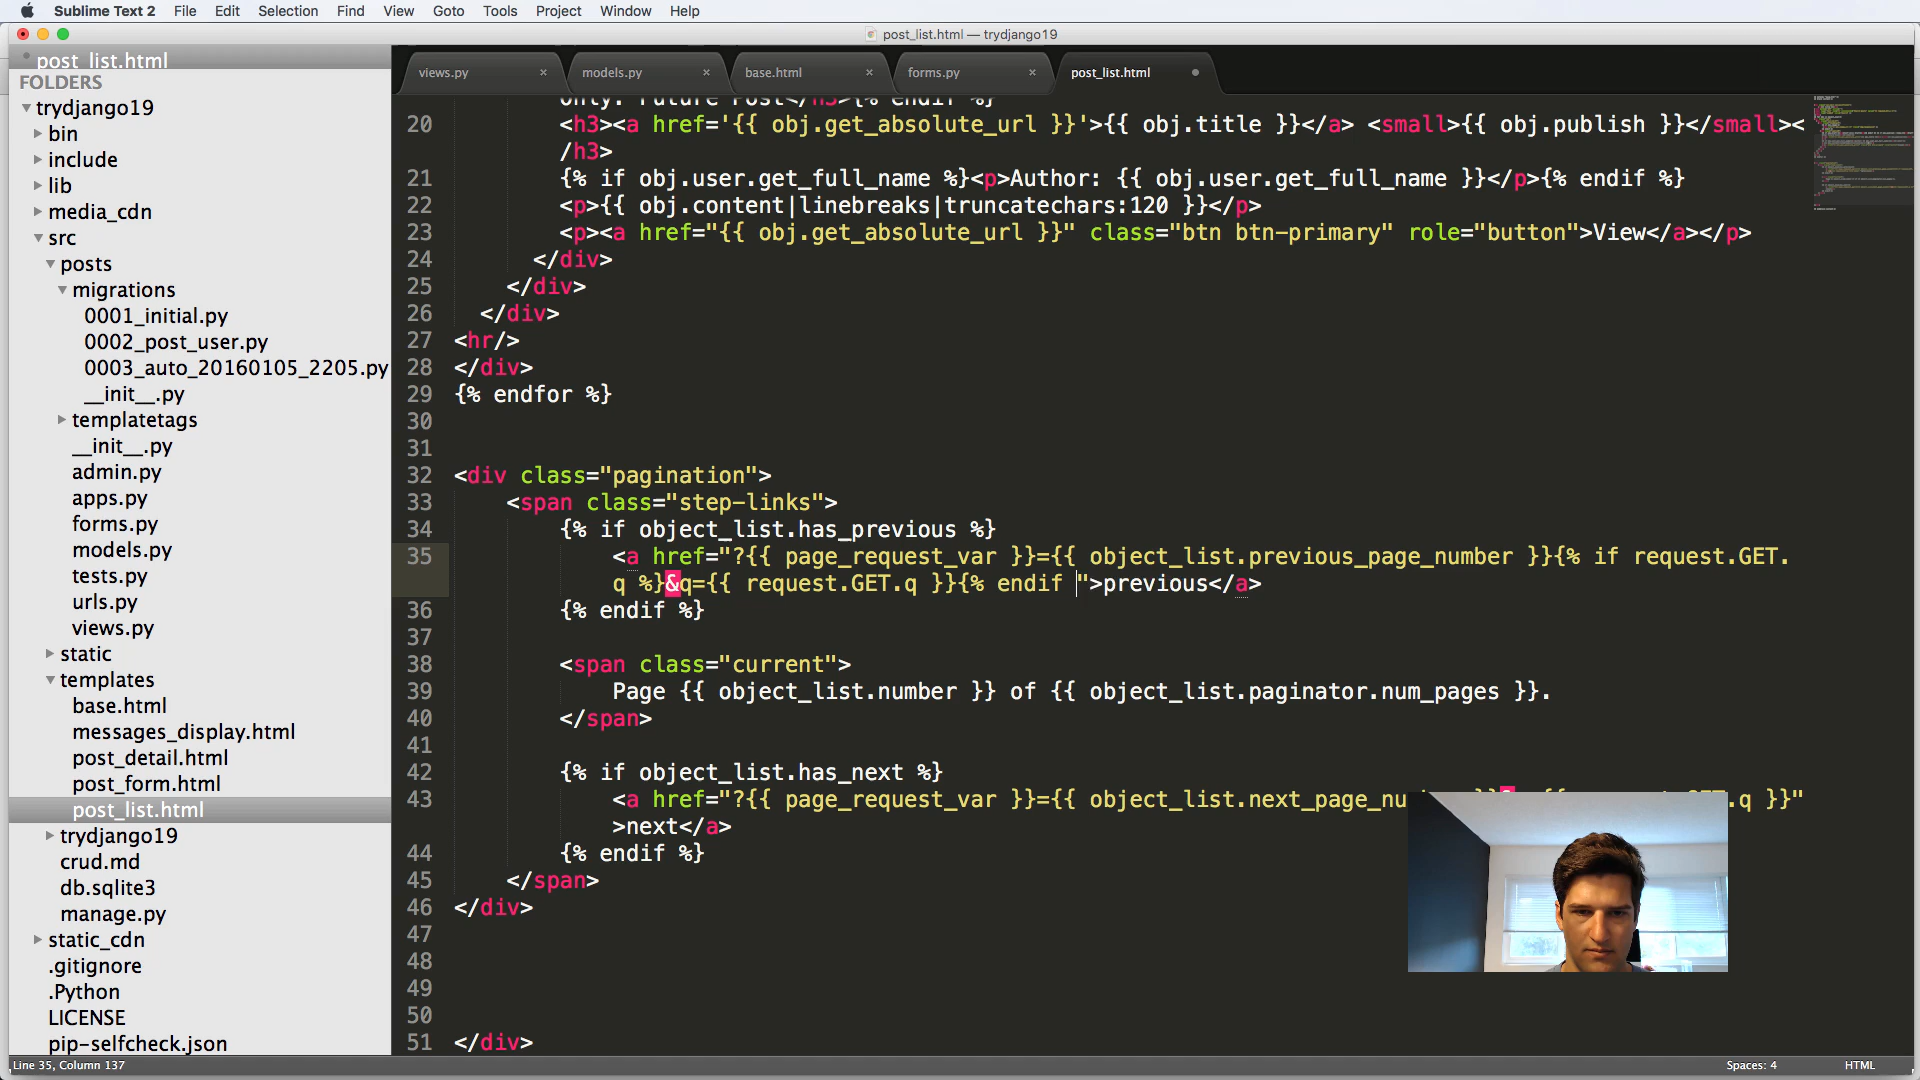 Sublime Text 2 File Edit Selection Find View Goto Tools Project Window Help
post_list.html — trydjango19
post_list.html
views.py × models.py × base.html × forms.py × post_list.html
FOLDERS
trydjango19
bin
include
lib
media_cdn
src
posts
migrations
0001_initial.py
0002_post_user.py
0003_auto_20160105_2205.py
__init__.py
templatetags
__init__.py
admin.py
apps.py
forms.py
models.py
tests.py
urls.py
views.py
static
templates
base.html
messages_display.html
post_detail.html
post_form.html
post_list.html
trydjango19
crud.md
db.sqlite3
manage.py
static_cdn
.gitignore
.Python
LICENSE
pip-selfcheck.json
only: Future Post</h3>{% endif %}
20 <h3><a href='{{ obj.get_absolute_url }}'>{{ obj.title }}</a> <small>{{ obj.publish }}</small><
/h3>
21 {% if obj.user.get_full_name %}<p>Author: {{ obj.user.get_full_name }}</p>{% endif %}
22 <p>{{ obj.content|linebreaks|truncatechars:120 }}</p>
23 <p><a href="{{ obj.get_absolute_url }}" class="btn btn-primary" role="button">View</a></p>
24 </div>
25 </div>
26 </div>
27 <hr/>
28 </div>
29 {% endfor %}
30
31
32 <div class="pagination">
33 <span class="step-links">
34 {% if object_list.has_previous %}
35 <a href="?{{ page_request_var }}={{ object_list.previous_page_number }}{% if request.GET.
q %}&q={{ request.GET.q }}{% endif ">previous</a>
36 {% endif %}
37
38 <span class="current">
39 Page {{ object_list.number }} of {{ object_list.paginator.num_pages }}.
40 </span>
41
42 {% if object_list.has_next %}
43 <a href="?{{ page_request_var }}={{ object_list.next_page_nu .q }}"
>next</a>
44 {% endif %}
45 </span>
46 </div>
47
48
49
50
51 </div>
Line 35, Column 137 Spaces: 4 HTML